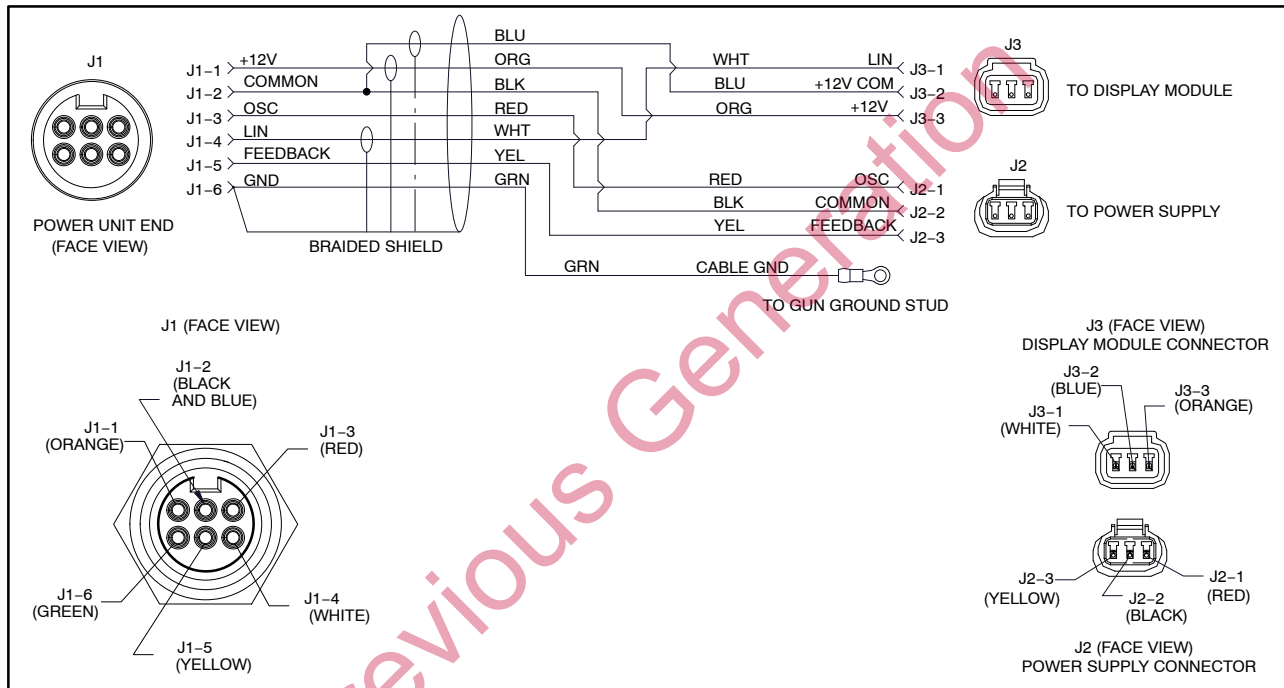 J1
POWER UNIT END
(FACE VIEW)
J1-1
J1-2
J1-3
J1-4
J1-5
J1-6
+12V
COMMON
OSC
LIN
FEEDBACK
GND
BRAIDED SHIELD
BLU
ORG
BLK
RED
WHT
YEL
GRN
WHT LIN J3-1
BLU +12V COM J3-2
ORG +12V J3-3
J3
TO DISPLAY MODULE
RED OSC J2-1
BLK COMMON J2-2
YEL FEEDBACK J2-3
J2
TO POWER SUPPLY
GRN CABLE GND
TO GUN GROUND STUD
J1 (FACE VIEW)
J1-2
(BLACK
AND BLUE)
J1-1
(ORANGE)
J1-3
(RED)
J1-6
(GREEN)
J1-4
(WHITE)
J1-5
(YELLOW)
J3 (FACE VIEW)
DISPLAY MODULE CONNECTOR
J3-2
(BLUE)
J3-3
(ORANGE)
J3-1
(WHITE)
J2-3
(YELLOW)
J2-2
(BLACK)
J2-1
(RED)
J2 (FACE VIEW)
POWER SUPPLY CONNECTOR
Generation